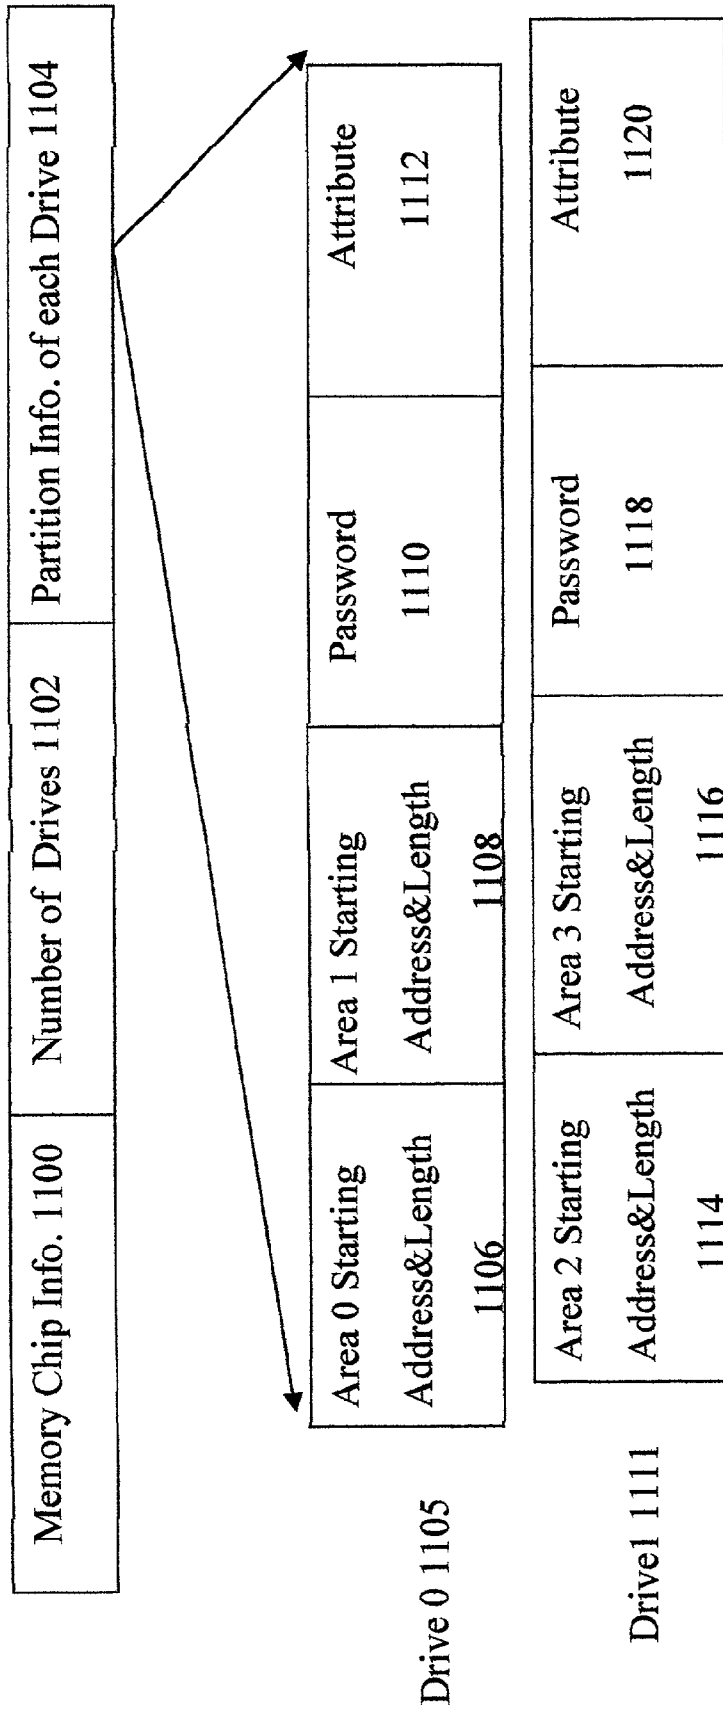 Memory Chip Info. 1100
Number of Drives 1102
Partition Info. of each Drive 1104
Drive 0 1105
Area 0 Starting
Address&Length
1106
Area 1 Starting
Address&Length
1108
Password
1110
Attribute
1112
Drive1 1111
Area 2 Starting
Address&Length
1114
Area 3 Starting
Address&Length
1116
Password
1118
Attribute
1120